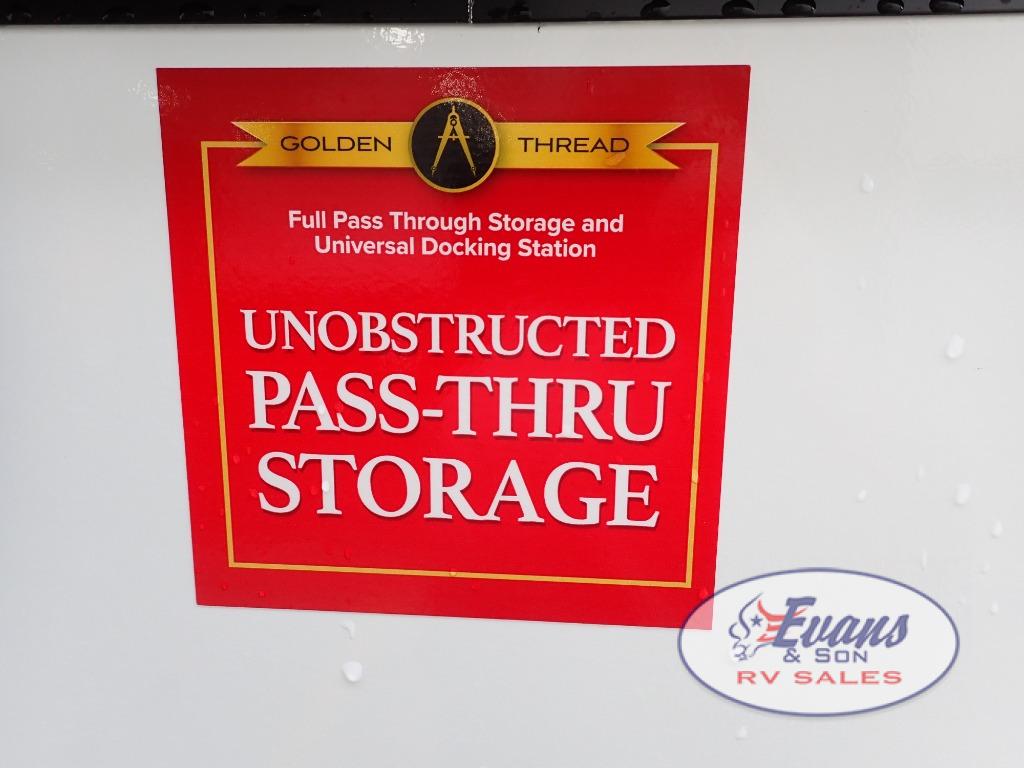 GOLDEN THREAD
Full Pass Through Storage and
Universal Docking Station
UNOBSTRUCTED
PASS-THRU
STORAGE
Evans
& SON
RV SALES